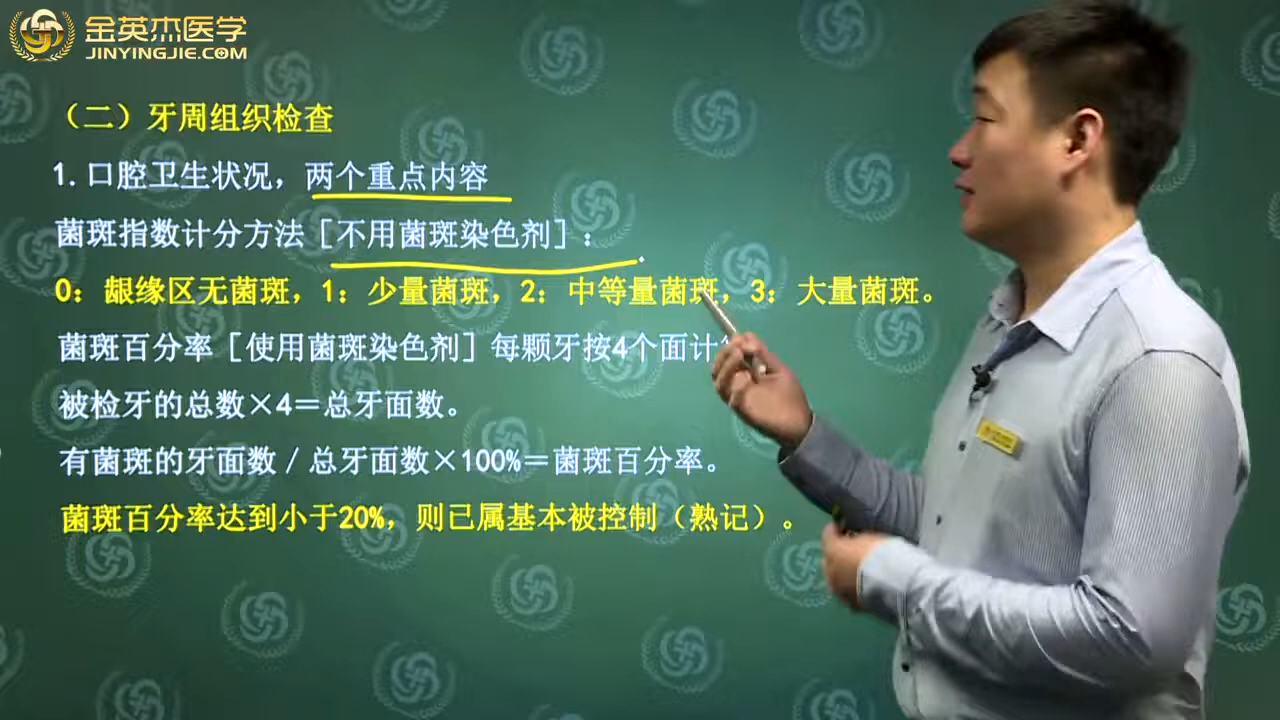 金英杰医学
JINYINGJIE.COM
（二）牙周组织检查
1.口腔卫生状况，两个重点内容
菌斑指数计分方法［不用菌斑染色剂］：
0：龈缘区无菌斑，1：少量菌斑，2：中等量菌斑，3：大量菌斑。
菌斑百分率［使用菌斑染色剂］每颗牙按4个面计
被检牙的总数×4＝总牙面数。
有菌斑的牙面数／总牙面数×100%＝菌斑百分率。
菌斑百分率达到小于20%，则已属基本被控制（熟记）。